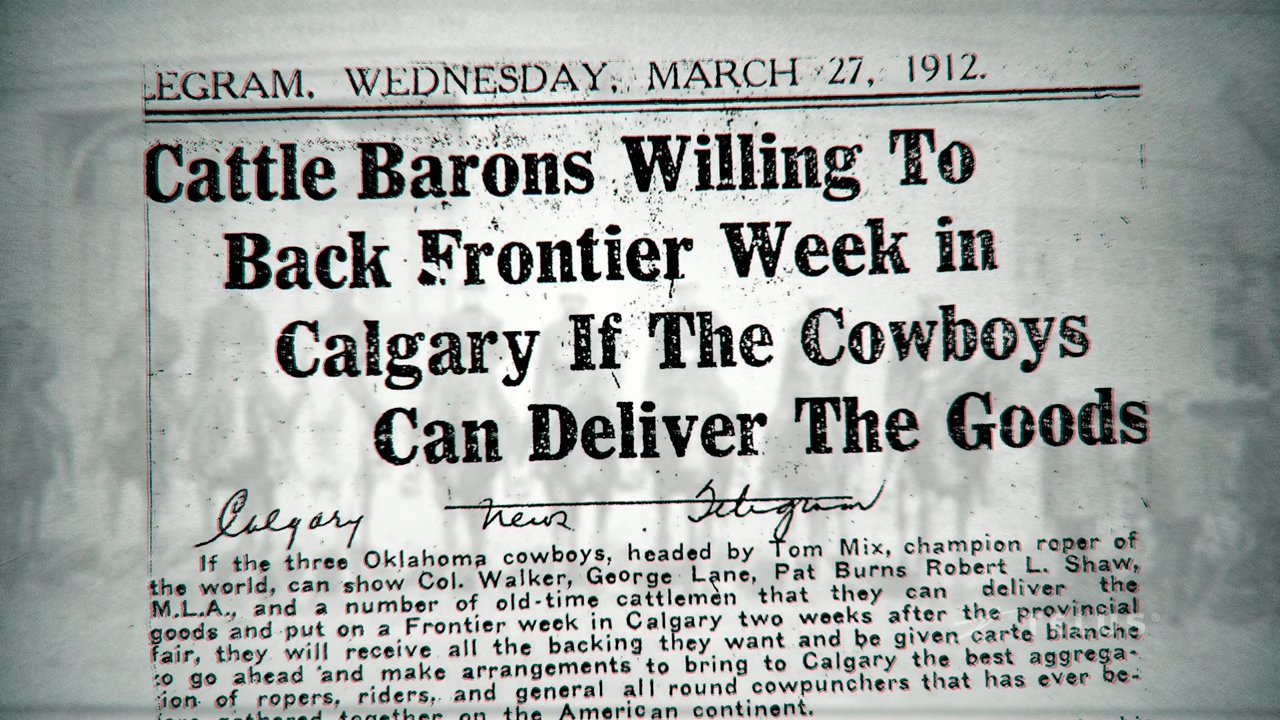 EGRAM. WEDNESDAY, MARCH 27, 1912.
Cattle Barons Willing To
Back Frontier Week in
Calgary If The Cowboys
Can Deliver The Goods
Calgary News Telegram
If the three Oklahoma cowboys, headed by Tom Mix, champion roper of
the world, can show Col. Walker, George Lane, Pat Burns Robert L. Shaw,
M.L.A., and a number of old-time cattlemen that they can deliver the
goods and put on a Frontier week in Calgary two weeks after the provincial
fair, they will receive all the backing they want and be given carte blanche
to go ahead and make arrangements to bring to Calgary the best aggrega-
ion of ropers, riders, and general all round cowpunchers that has ever be-
gathered together on the American continent.